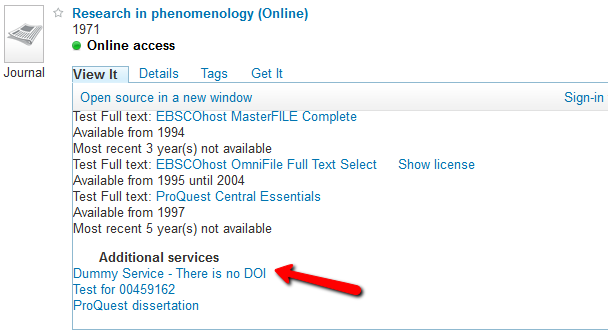 Research in phenomenology (Online)
1971
Online access
Journal
View It Details Tags Get It
Open source in a new window Sign-in
Test Full text: EBSCOhost MasterFILE Complete
Available from 1994
Most recent 3 year(s) not available
Test Full text: EBSCOhost OmniFile Full Text Select Show license
Available from 1995 until 2004
Test Full text: ProQuest Central Essentials
Available from 1997
Most recent 5 year(s) not available
Additional services
Dummy Service - There is no DOI
Test for 00459162
ProQuest dissertation